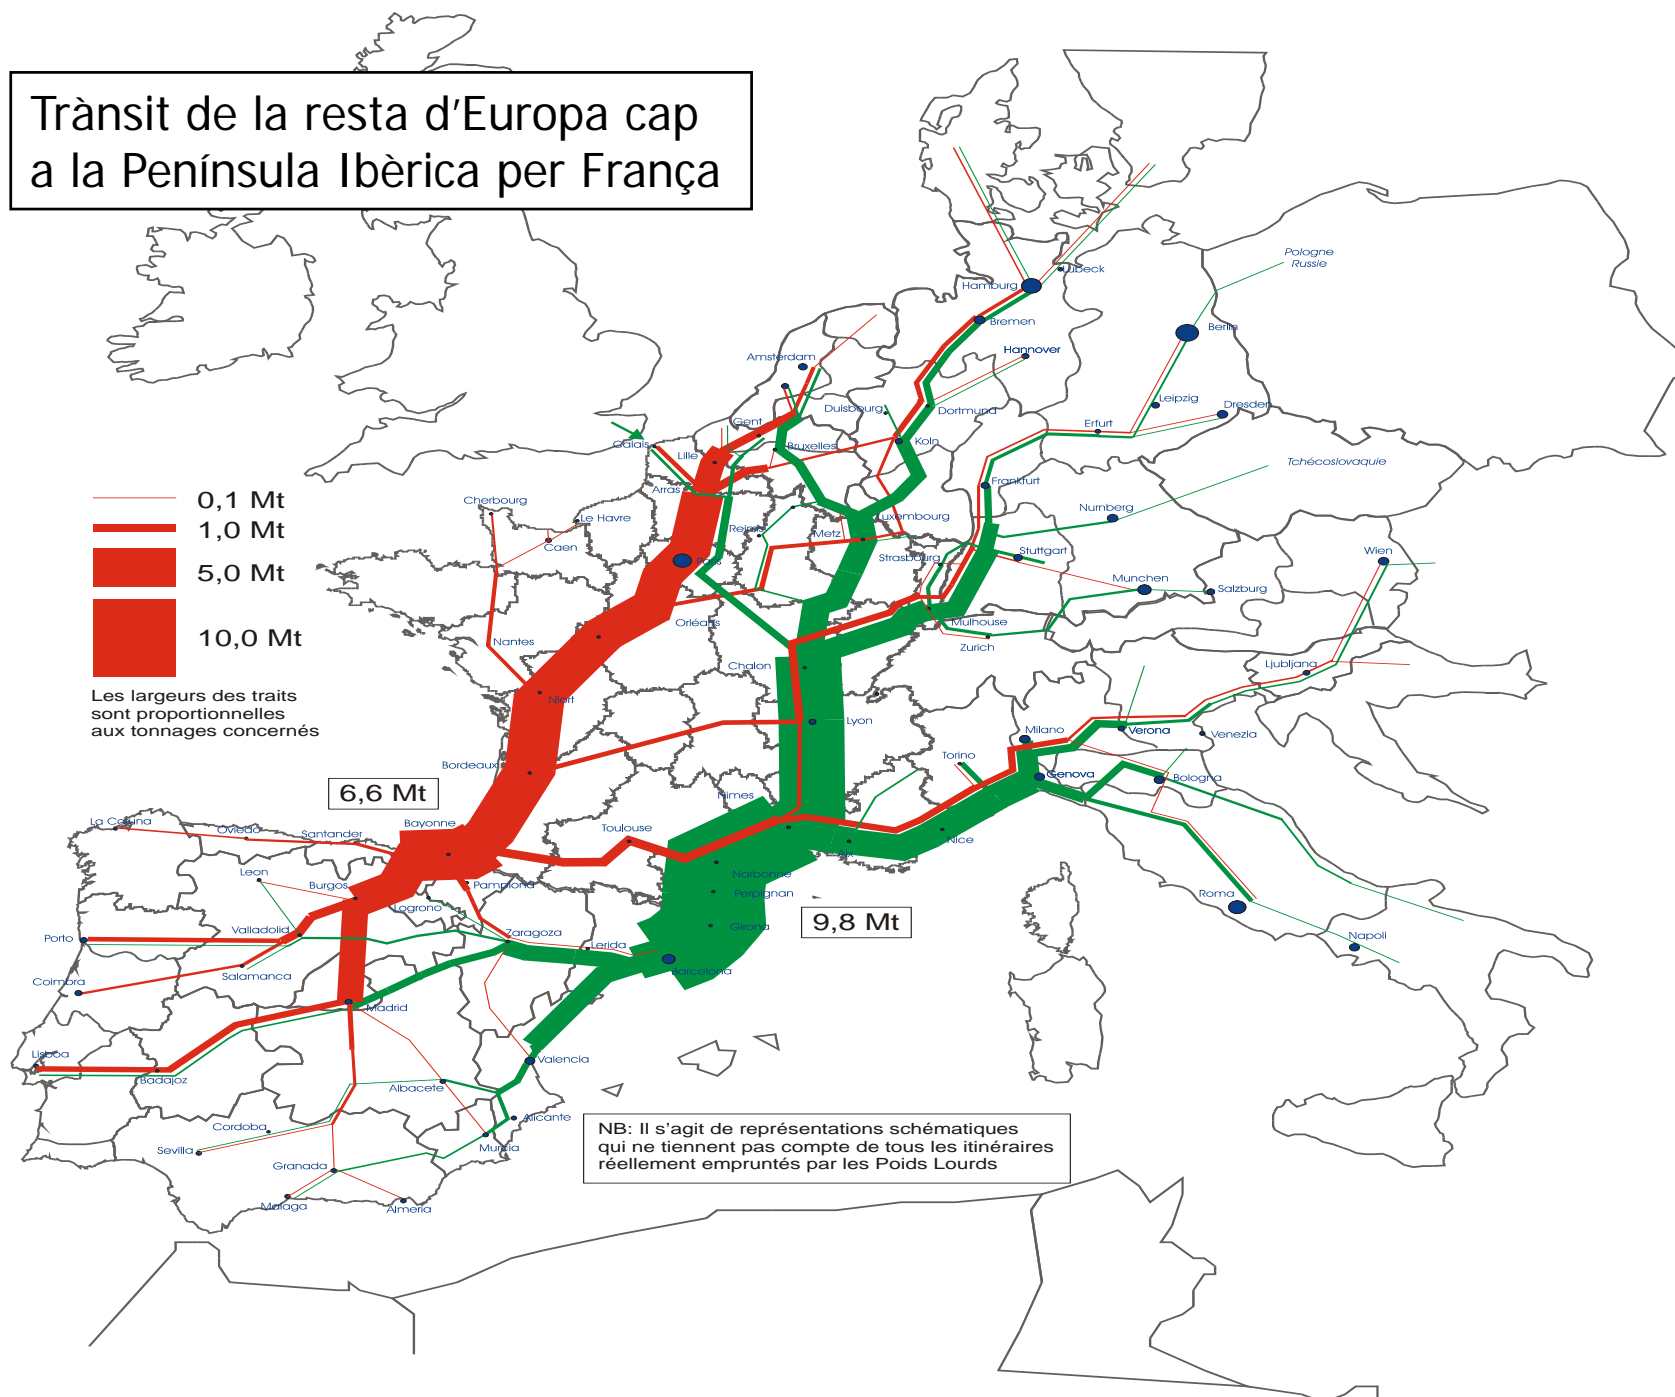 Trànsit de la resta d'Europa cap
a la Península Ibèrica per França
Pologne
Russie
Lubeck
Hamburg
Bremen
Berlin
Hannover
Amsterdam
Duisbourg
Dortmund
Leipzig
Dresden
Gent
Erfurt
Calais
Bruxelles
Koln
Lille
Tchécoslovaquie
Arras
Frankfurt
0,1 Mt
Cherbourg
Nurnberg
Le Havre
Luxembourg
1,0 Mt
Reims
Metz
Caen
Strasbourg
Stuttgart
Wien
Paris
5,0 Mt
Munchen
Salzburg
10,0 Mt
Nantes
Orléans
Mulhouse
Zurich
Chalon
Ljubljana
Les largeurs des traits
sont proportionnelles
aux tonnages concernés
Niort
Lyon
Milano
Verona
Venezia
Torino
Bordeaux
Genova
Bologna
6,6 Mt
Nimes
La Coruna
Oviedo
Santander
Bayonne
Toulouse
Aix
Nice
Leon
Burgos
Pamplona
Narbonne
Perpignan
Logrono
Roma
9,8 Mt
Girona
Porto
Valladolid
Zaragoza
Lerida
Napoli
Salamanca
Barcelona
Coimbra
Madrid
Lisboa
Badajoz
Valencia
Albacete
Alicante
Cordoba
Sevilla
Murcia
Granada
Malaga
Almeria
NB: Il s'agit de représentations schématiques
qui ne tiennent pas compte de tous les itinéraires
réellement empruntés par les Poids Lourds